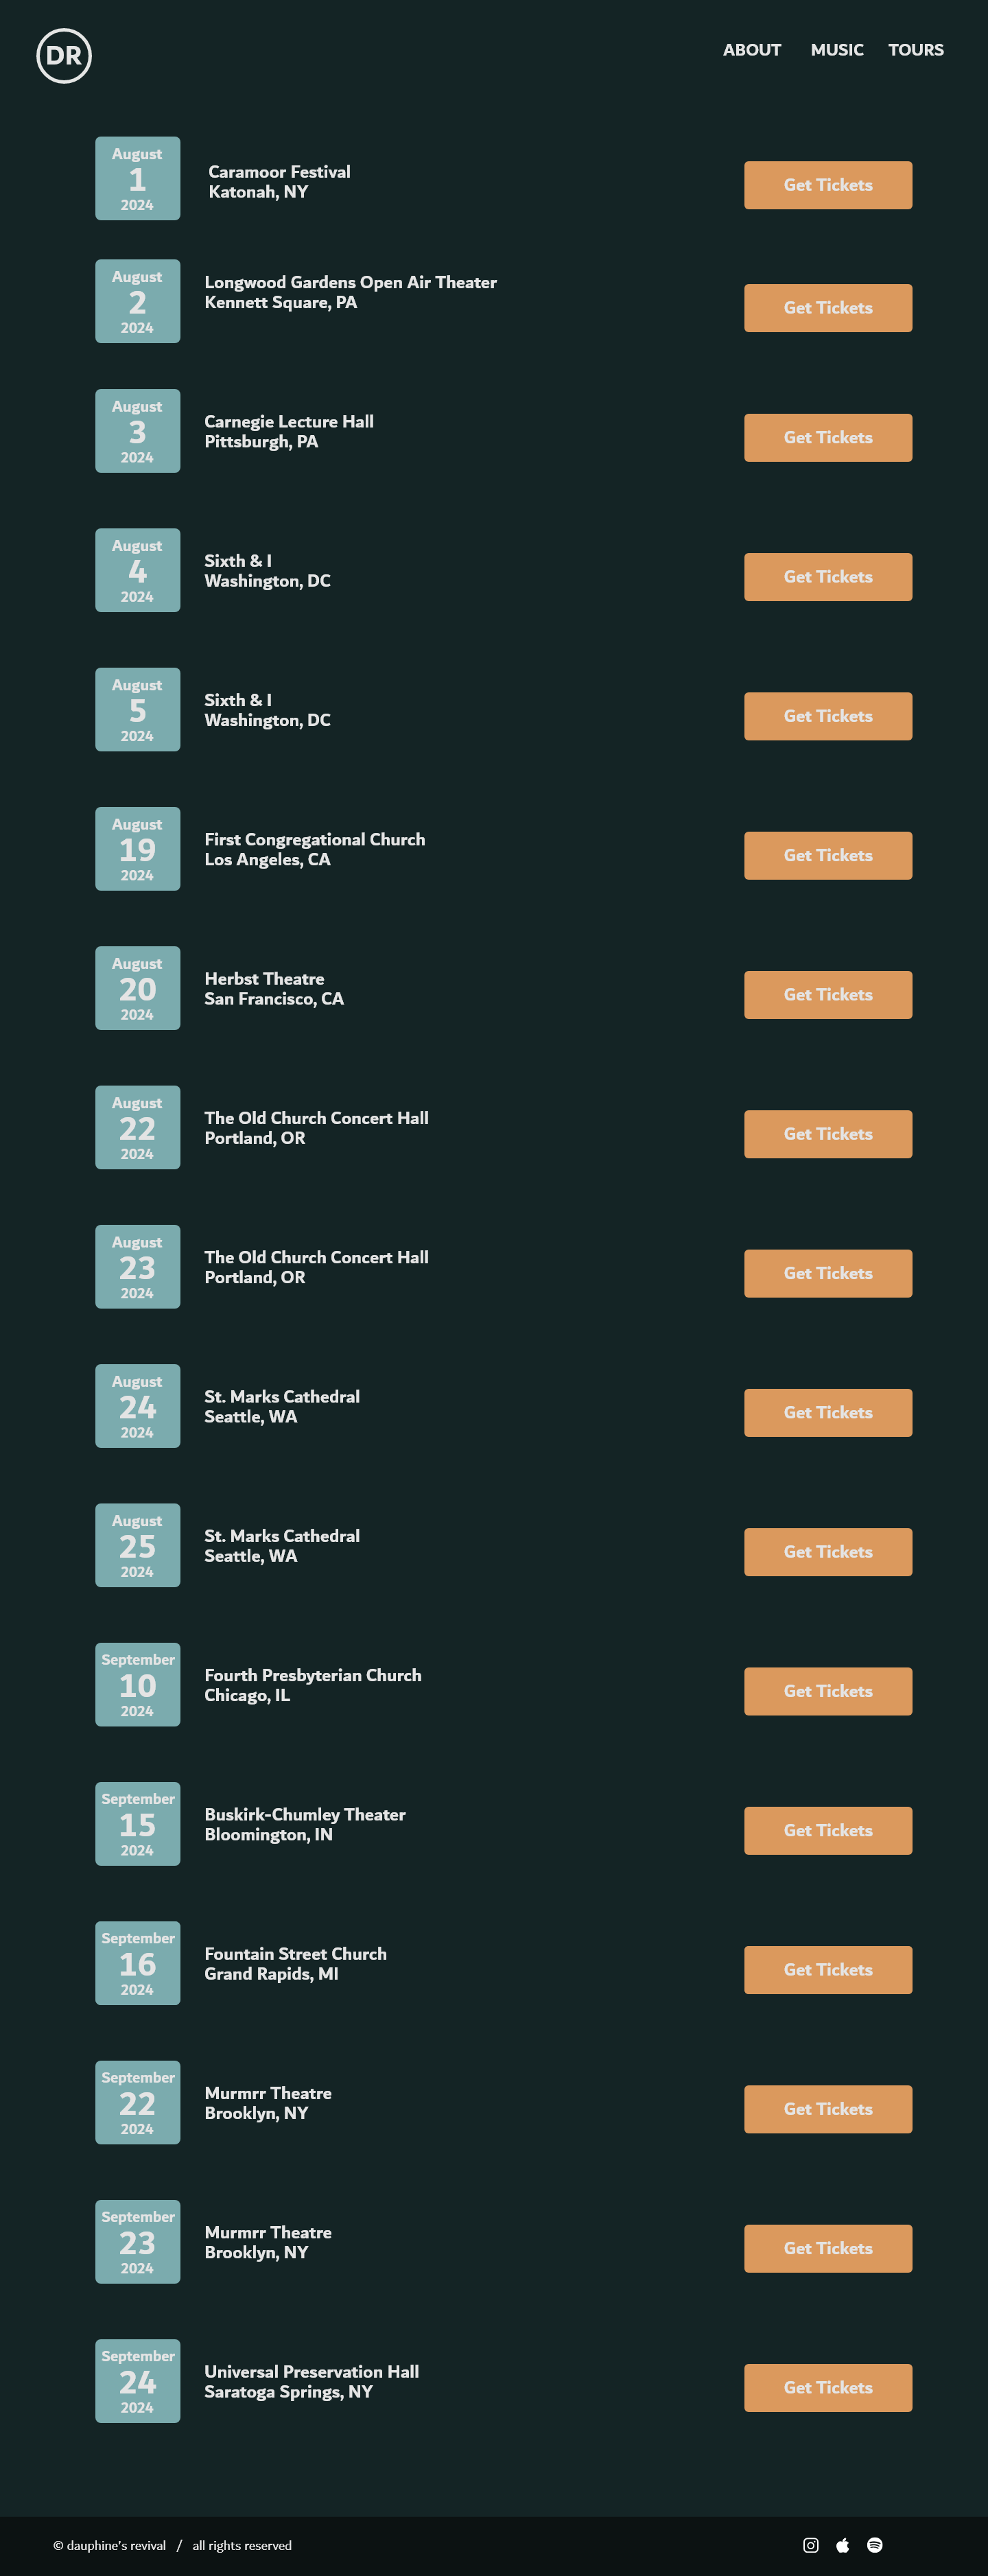 DR
ABOUT MUSIC TOURS
August
1
2024
Caramoor Festival
Katonah, NY
Get Tickets
August
2
2024
Longwood Gardens Open Air Theater
Kennett Square, PA
Get Tickets
August
3
2024
Carnegie Lecture Hall
Pittsburgh, PA
Get Tickets
August
4
2024
Sixth & I
Washington, DC
Get Tickets
August
5
2024
Sixth & I
Washington, DC
Get Tickets
August
19
2024
First Congregational Church
Los Angeles, CA
Get Tickets
August
20
2024
Herbst Theatre
San Francisco, CA
Get Tickets
August
22
2024
The Old Church Concert Hall
Portland, OR
Get Tickets
August
23
2024
The Old Church Concert Hall
Portland, OR
Get Tickets
August
24
2024
St. Marks Cathedral
Seattle, WA
Get Tickets
August
25
2024
St. Marks Cathedral
Seattle, WA
Get Tickets
September
10
2024
Fourth Presbyterian Church
Chicago, IL
Get Tickets
September
15
2024
Buskirk-Chumley Theater
Bloomington, IN
Get Tickets
September
16
2024
Fountain Street Church
Grand Rapids, MI
Get Tickets
September
22
2024
Murmrr Theatre
Brooklyn, NY
Get Tickets
September
23
2024
Murmrr Theatre
Brooklyn, NY
Get Tickets
September
24
2024
Universal Preservation Hall
Saratoga Springs, NY
Get Tickets
© dauphine's revival / all rights reserved